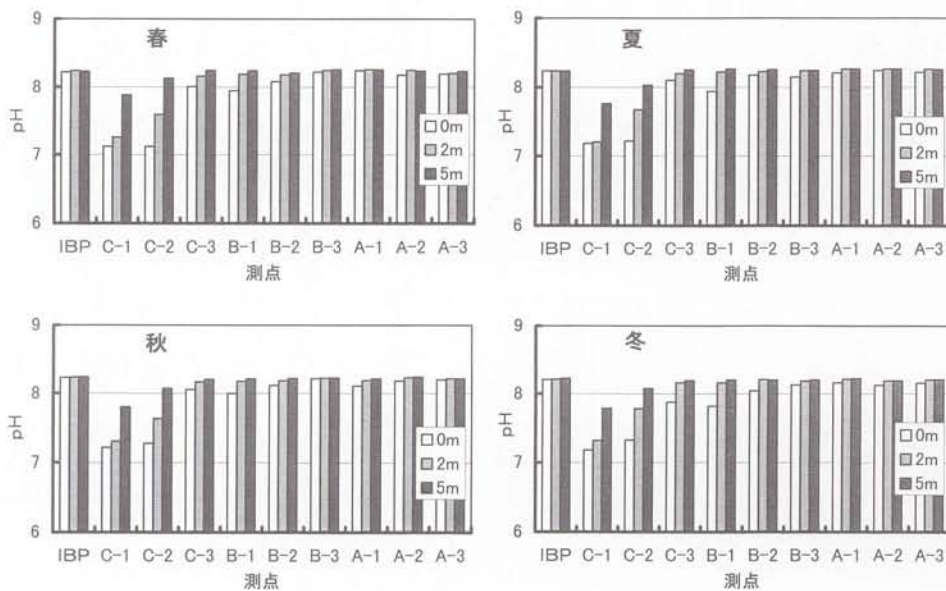 春
9
8
7
6
pH
0m
2m
5m
IBP C-1 C-2 C-3 B-1 B-2 B-3 A-1 A-2 A-3
測点
夏
9
8
7
6
pH
0m
2m
5m
IBP C-1 C-2 C-3 B-1 B-2 B-3 A-1 A-2 A-3
測点
秋
9
8
7
6
pH
0m
2m
5m
IBP C-1 C-2 C-3 B-1 B-2 B-3 A-1 A-2 A-3
測点
冬
9
8
7
6
pH
0m
2m
5m
IBP C-1 C-2 C-3 B-1 B-2 B-3 A-1 A-2 A-3
測点